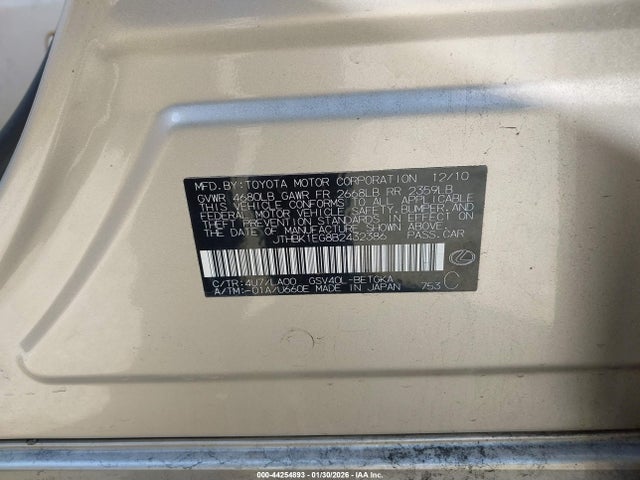 MFD.BY:TOYOTA MOTOR CORPORATION 12/10
GVWR 4680LB GAWR FR 2668LB RR 2359LB
THIS VEHICLE CONFORMS TO ALL APPLICABLE
FEDERAL MOTOR VEHICLE SAFETY, BUMPER, AND
THEFT PREVENTION STANDARDS IN EFFECT ON
THE DATE OF MANUFACTURE SHOWN ABOVE.
JTHBK1EG8B2432386 PASS.CAR
C/TR:4U7/LA00 GSV40L-BETGKA
A/TM:-01A/U660E MADE IN JAPAN 753 C
000-44254893 - 01/30/2026 - IAA Inc.